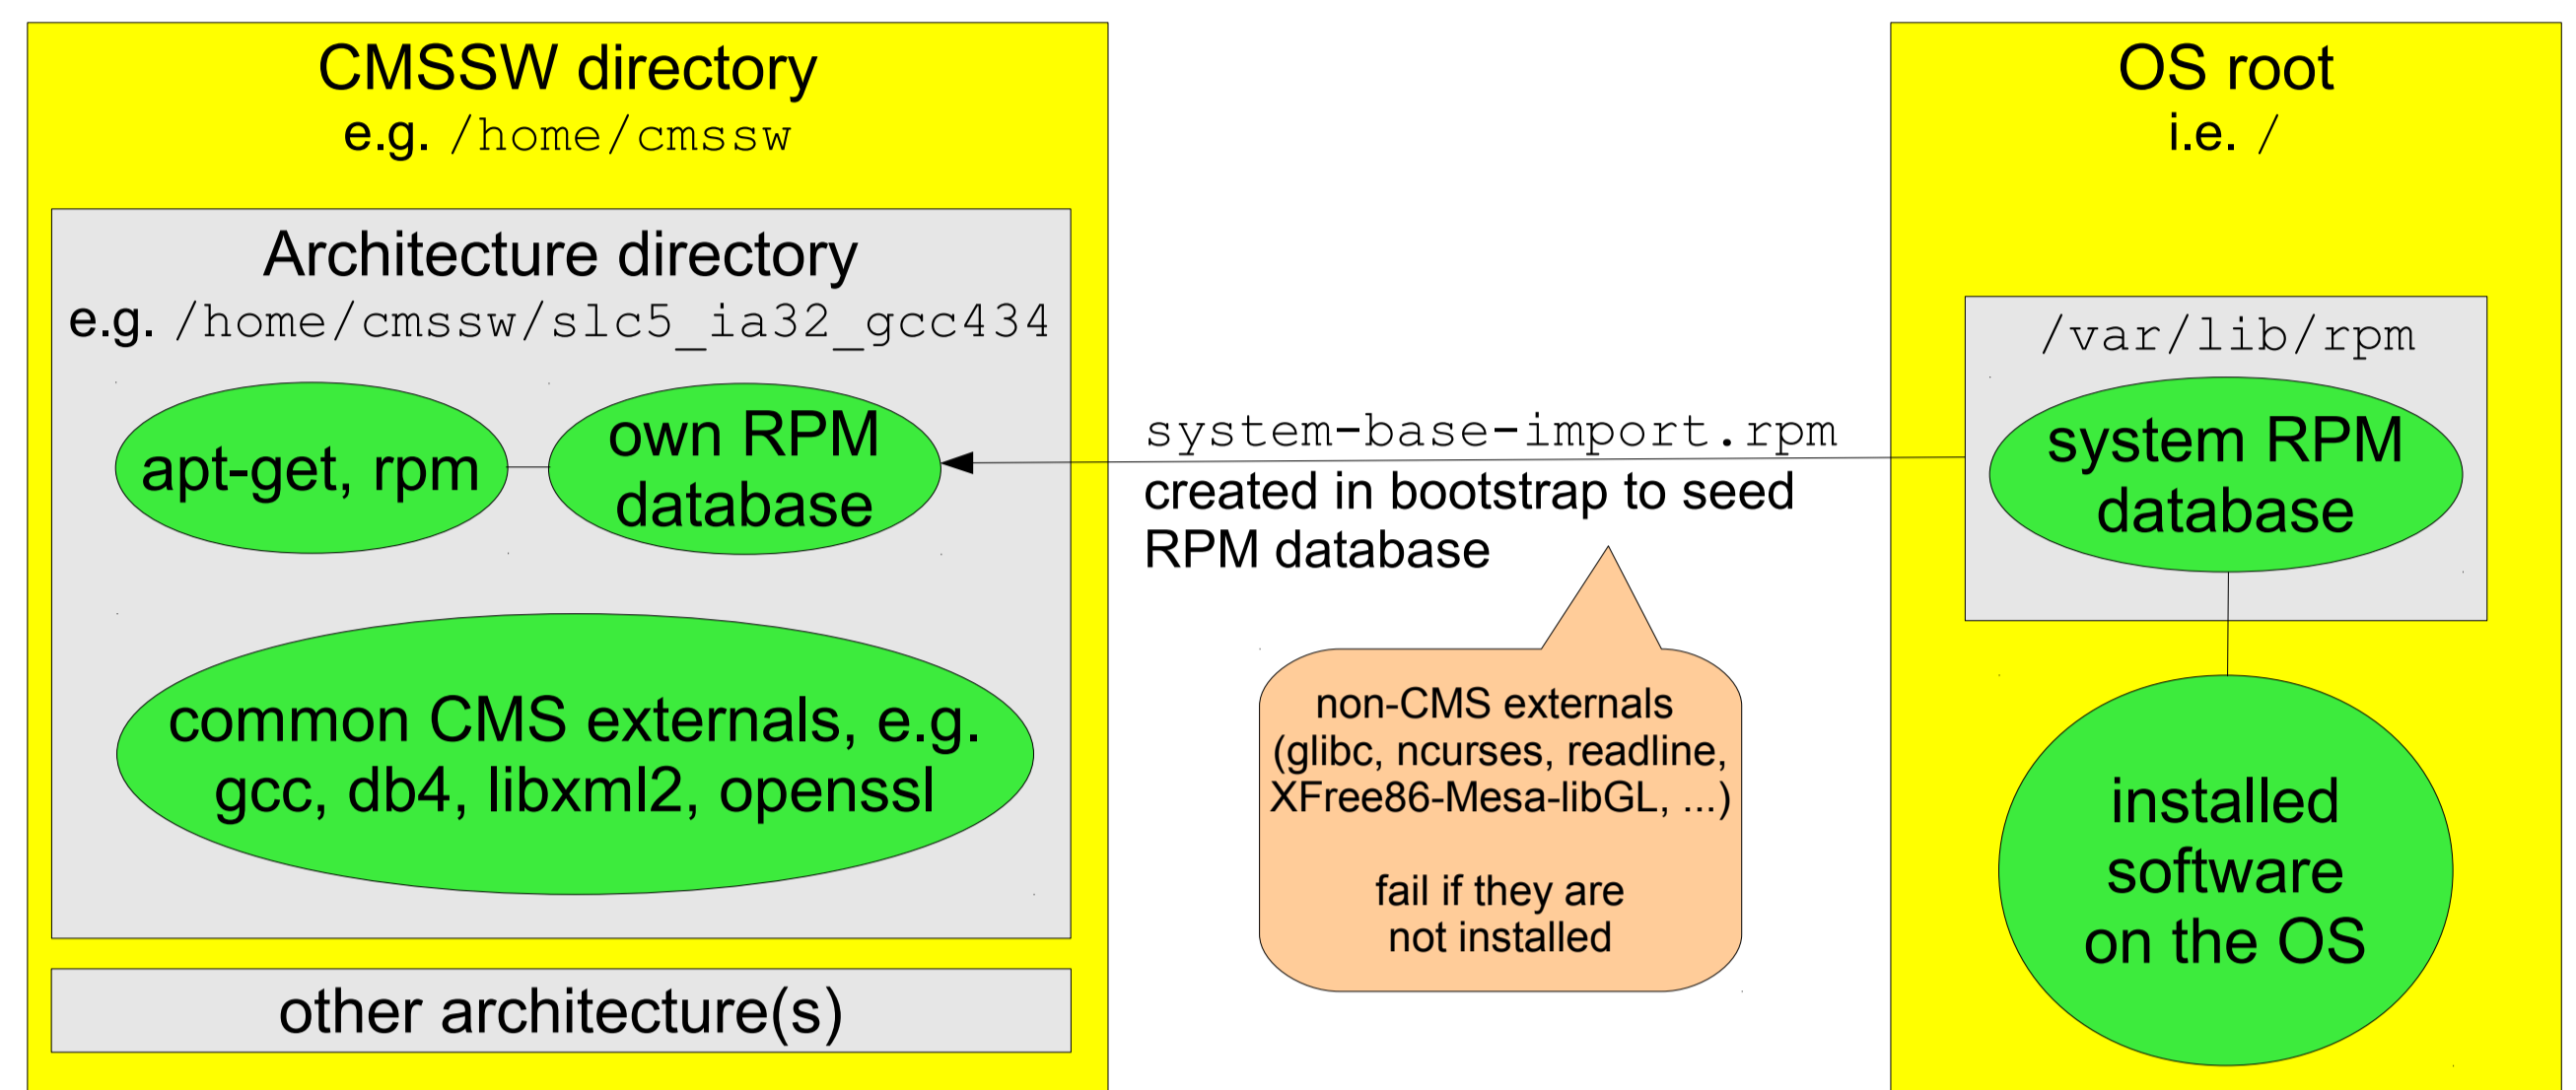 CMSSW directory
e.g. /home/cmssw
Architecture directory
e.g. /home/cmssw/slc5_ia32_gcc434
apt-get, rpm
own RPM
database
common CMS externals, e.g.
gcc, db4, libxml2, openssl
other architecture(s)
system-base-import.rpm
created in bootstrap to seed
RPM database
non-CMS externals
(glibc, ncurses, readline,
XFree86-Mesa-libGL, ...)
fail if they are
not installed
OS root
i.e. /
/var/lib/rpm
system RPM
database
installed
software
on the OS